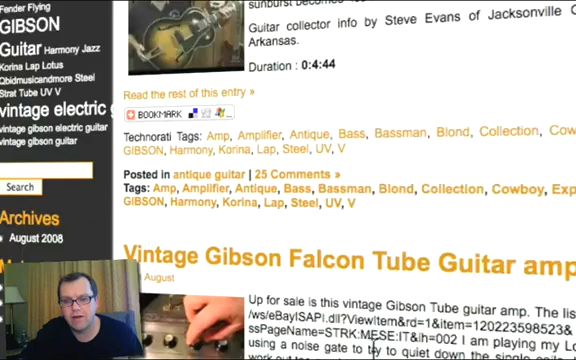 Fender Flying
GIBSON
Guitar Harmony Jazz
Korina Lap Lotus
Qbidmusicandmore Steel
Strat Tube UV V
vintage electric g
vintage gibson electric guitar
vintage gibson guitar
Search
Archives
August 2008
sunburst becomes
Guitar collector info by Steve Evans of Jacksonville G
Arkansas.
Duration : 0:4:44
Read the rest of this entry »
BOOKMARK
Technorati Tags: Amp, Amplifier, Antique, Bass, Bassman, Blond, Collection, Cow
GIBSON, Harmony, Korina, Lap, Steel, UV, V
Posted in antique guitar | 25 Comments »
Tags: Amp, Amplifier, Antique, Bass, Bassman, Blond, Collection, Cowboy, Exp
GIBSON, Harmony, Korina, Lap, Steel, UV, V
Vintage Gibson Falcon Tube Guitar amp
August
Up for sale is this vintage Gibson Tube guitar amp. The lis
/ws/eBayISAPI.dll?ViewItem&rd=1&item=120223598523&
ssPageName=STRK:MESE:IT&ih=002 I am playing my L
using a noise gate to try to quiet down the single